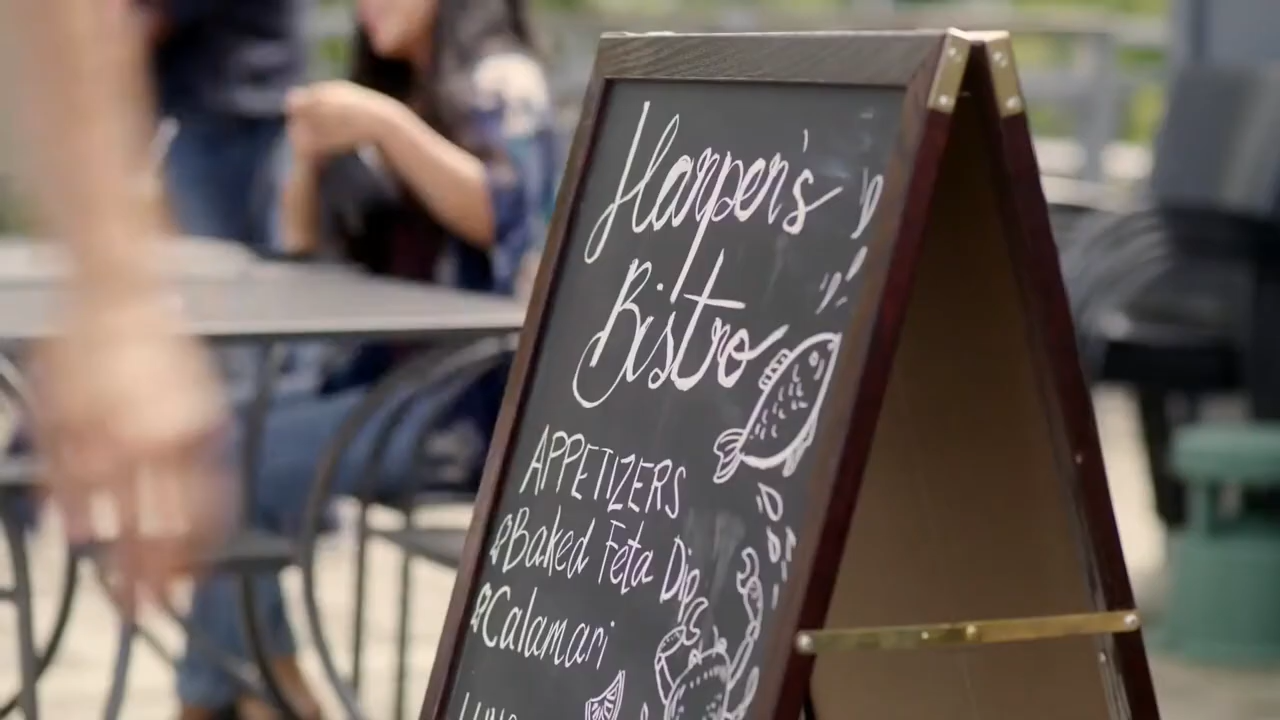 Harper's
Bistro
APPETIZERS
Baked Feta Dip
Calamari